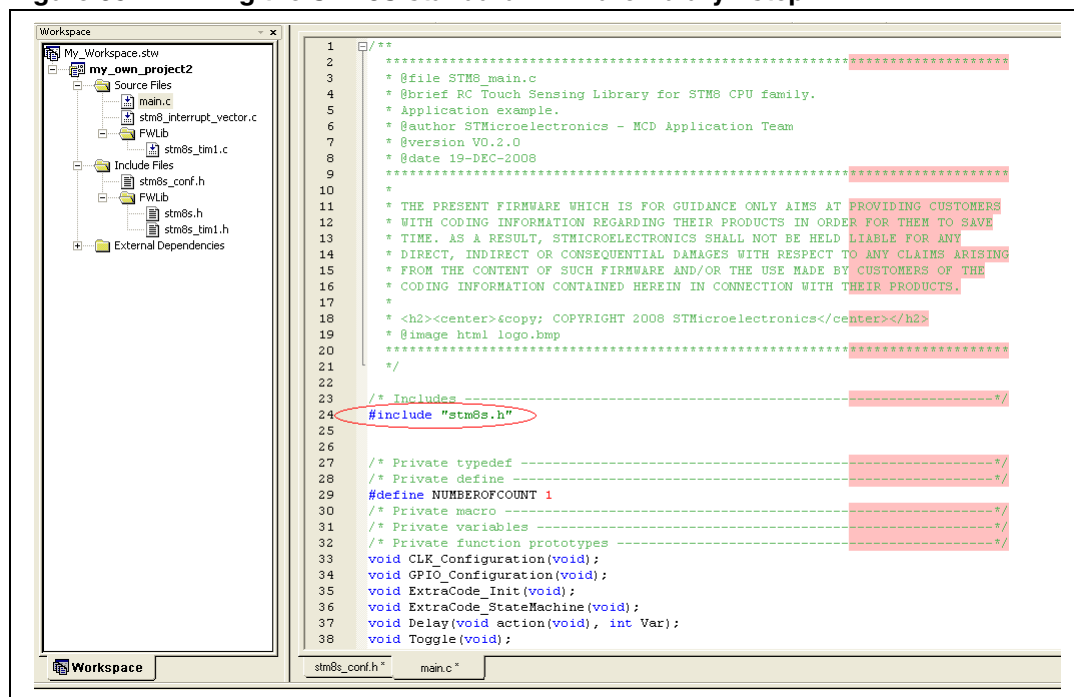 Workspace
My_Workspace.stw
my_own_project2
Source Files
main.c
stm8_interrupt_vector.c
FWLib
stm8s_tim1.c
Include Files
stm8s_conf.h
FWLib
stm8s.h
stm8s_tim1.h
External Dependencies
Workspace
1 /**
2 ******************************************************************************
3 * @file STM8_main.c
4 * @brief RC Touch Sensing Library for STM8 CPU family.
5 * Application example.
6 * @author STMicroelectronics - MCD Application Team
7 * @version V0.2.0
8 * @date 19-DEC-2008
9 ******************************************************************************
10 *
11 * THE PRESENT FIRMWARE WHICH IS FOR GUIDANCE ONLY AIMS AT PROVIDING CUSTOMERS
12 * WITH CODING INFORMATION REGARDING THEIR PRODUCTS IN ORDER FOR THEM TO SAVE
13 * TIME. AS A RESULT, STMICROELECTRONICS SHALL NOT BE HELD LIABLE FOR ANY
14 * DIRECT, INDIRECT OR CONSEQUENTIAL DAMAGES WITH RESPECT TO ANY CLAIMS ARISING
15 * FROM THE CONTENT OF SUCH FIRMWARE AND/OR THE USE MADE BY CUSTOMERS OF THE
16 * CODING INFORMATION CONTAINED HEREIN IN CONNECTION WITH THEIR PRODUCTS.
17 *
18 * <h2><center>&copy; COPYRIGHT 2008 STMicroelectronics</center></h2>
19 * @image html logo.bmp
20 ******************************************************************************
21 */
22
23 /* Includes ------------------------------------------------------------------*/
24 #include "stm8s.h"
25
26
27 /* Private typedef -----------------------------------------------------------*/
28 /* Private define ------------------------------------------------------------*/
29 #define NUMBEROFCOUNT 1
30 /* Private macro -------------------------------------------------------------*/
31 /* Private variables ---------------------------------------------------------*/
32 /* Private function prototypes -----------------------------------------------*/
33 void CLK_Configuration(void);
34 void GPIO_Configuration(void);
35 void ExtraCode_Init(void);
36 void ExtraCode_StateMachine(void);
37 void Delay(void action(void), int Var);
38 void Toggle(void);
stm8s_conf.h * main.c *